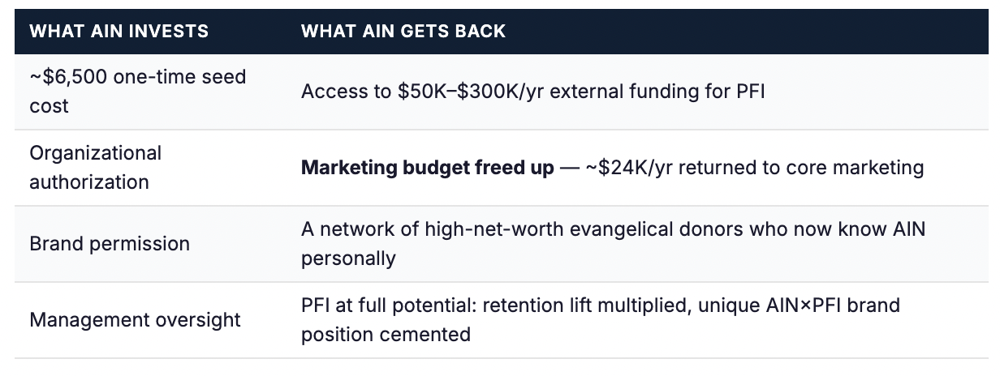 WHAT AIN INVESTS WHAT AIN GETS BACK
~$6,500 one-time seed
cost
Access to $50K–$300K/yr external funding for PFI
Organizational
authorization
Marketing budget freed up — ~$24K/yr returned to core marketing
Brand permission
A network of high-net-worth evangelical donors who now know AIN
personally
Management oversight
PFI at full potential: retention lift multiplied, unique AIN×PFI brand
position cemented